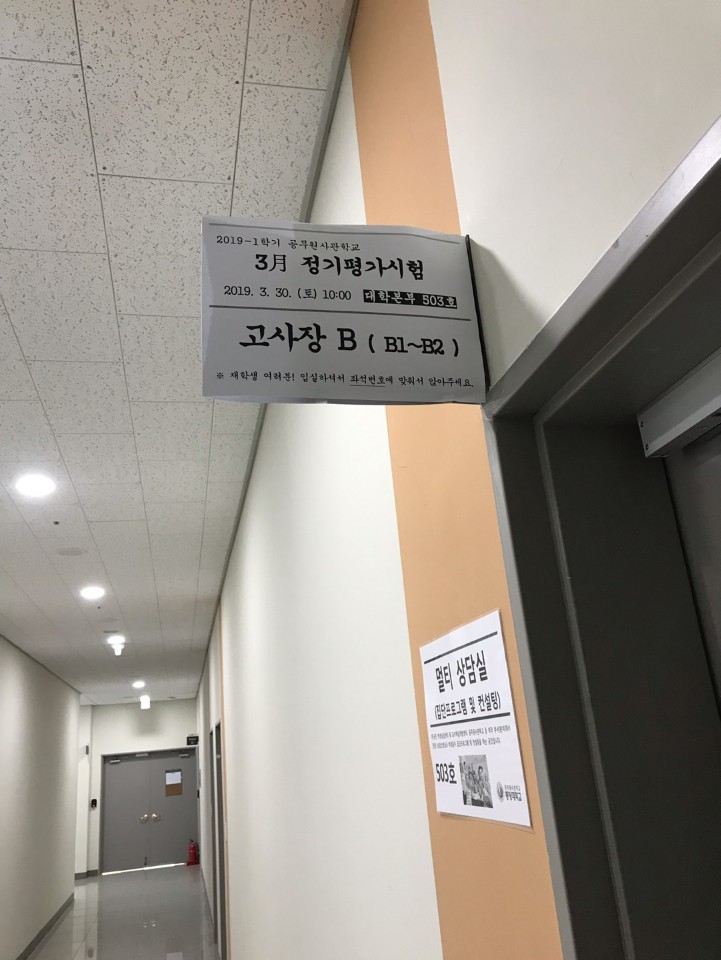 2019-1학기 공무원사관학교
3月 정기평가시험
2019. 3. 30. (토) 10:00 대학본부 503호
고사장 B ( B1~B2 )
※ 재학생 여러분! 입실하셔서 좌석번호에 맞춰서 앉아주세요.
멀티 상담실
(집단프로그램 및 컨설팅)
503호